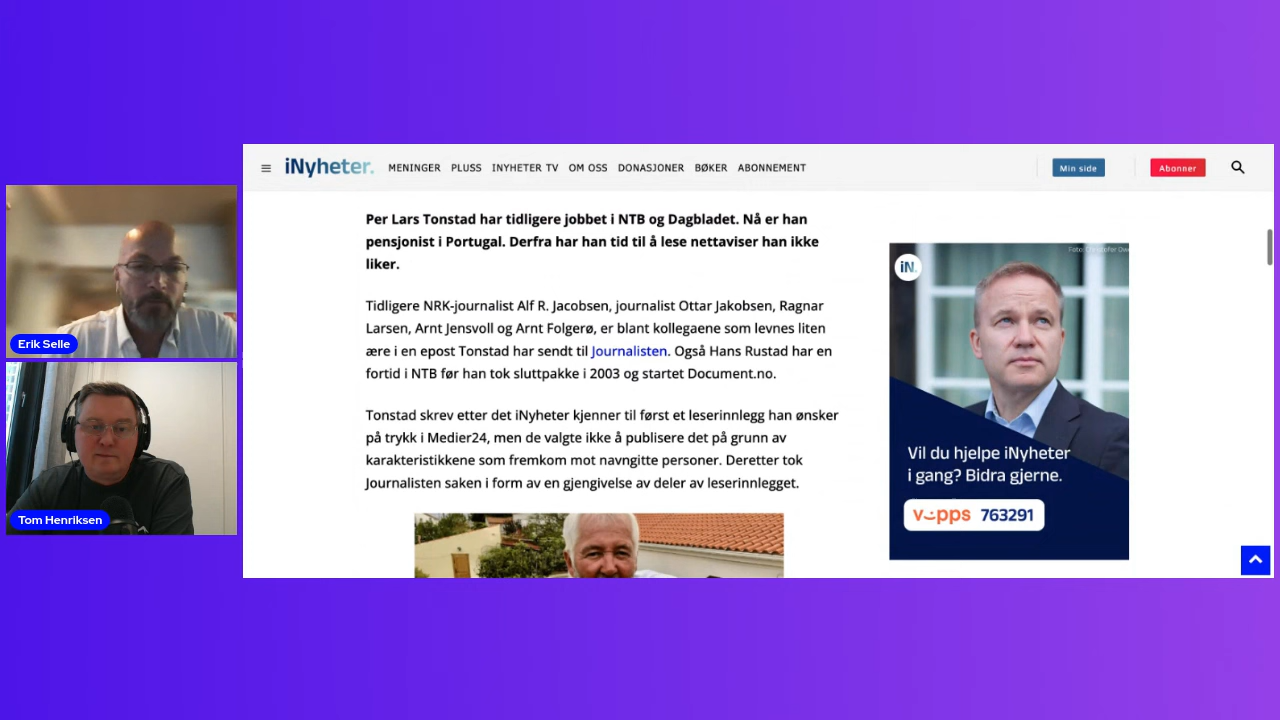 iNyheter.
MENINGER PLUSS INYHETER TV OM OSS DONASJONER BØKER ABONNEMENT
Min side
Abonner
Per Lars Tonstad har tidligere jobbet i NTB og Dagbladet. Nå er han
pensjonist i Portugal. Derfra har han tid til å lese nettaviser han ikke
liker.
Tidligere NRK-journalist Alf R. Jacobsen, journalist Ottar Jakobsen, Ragnar
Larsen, Arnt Jensvoll og Arnt Folgerø, er blant kollegaene som levnes liten
ære i en epost Tonstad har sendt til Journalisten. Også Hans Rustad har en
fortid i NTB før han tok sluttpakke i 2003 og startet Document.no.
Tonstad skrev etter det iNyheter kjenner til først et leserinnlegg han ønsker
på trykk i Medier24, men de valgte ikke å publisere det på grunn av
karakteristikkene som fremkom mot navngitte personer. Deretter tok
Journalisten saken i form av en gjengivelse av deler av leserinnlegget.
iN.
Vil du hjelpe iNyheter
i gang? Bidra gjerne.
vipps 763291
Erik Selle
Tom Henriksen